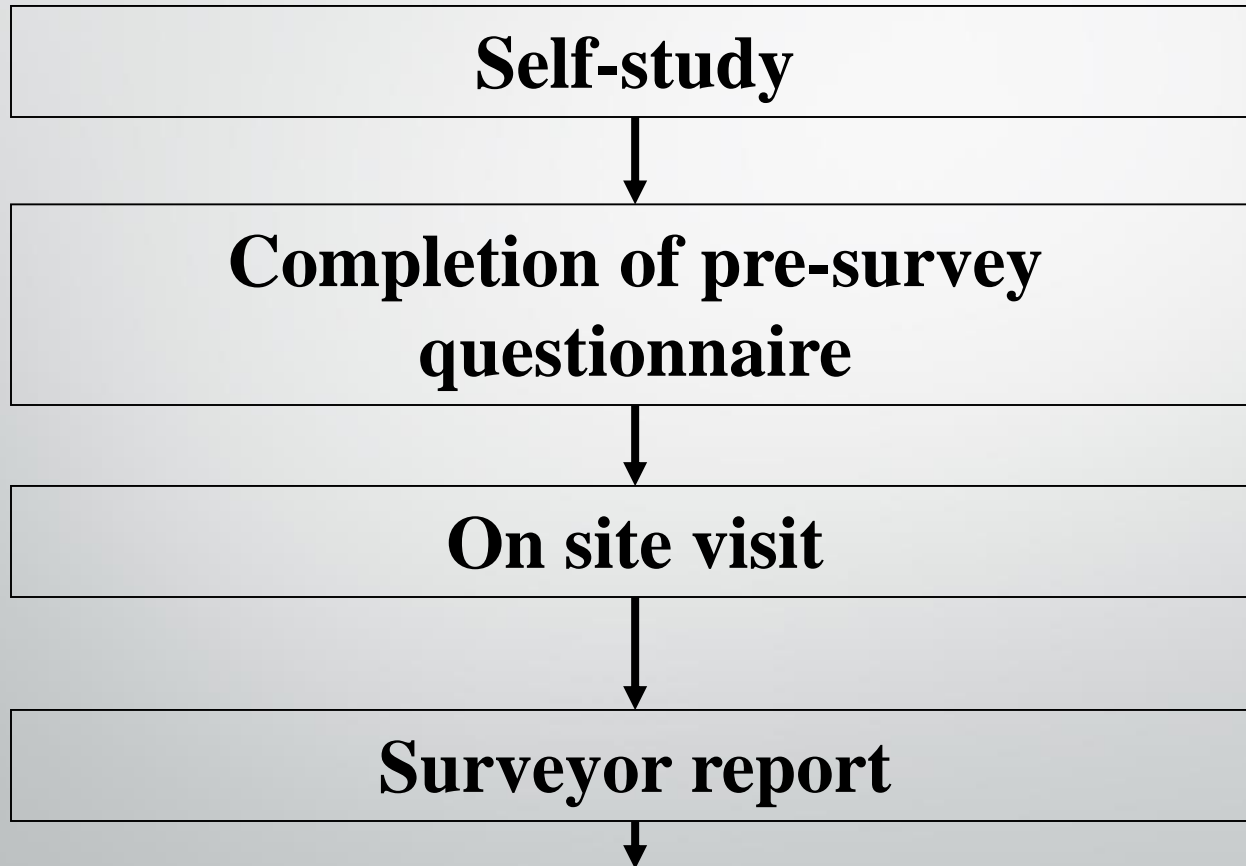 Self-study
Completion of pre-survey
questionnaire
On site visit
Surveyor report